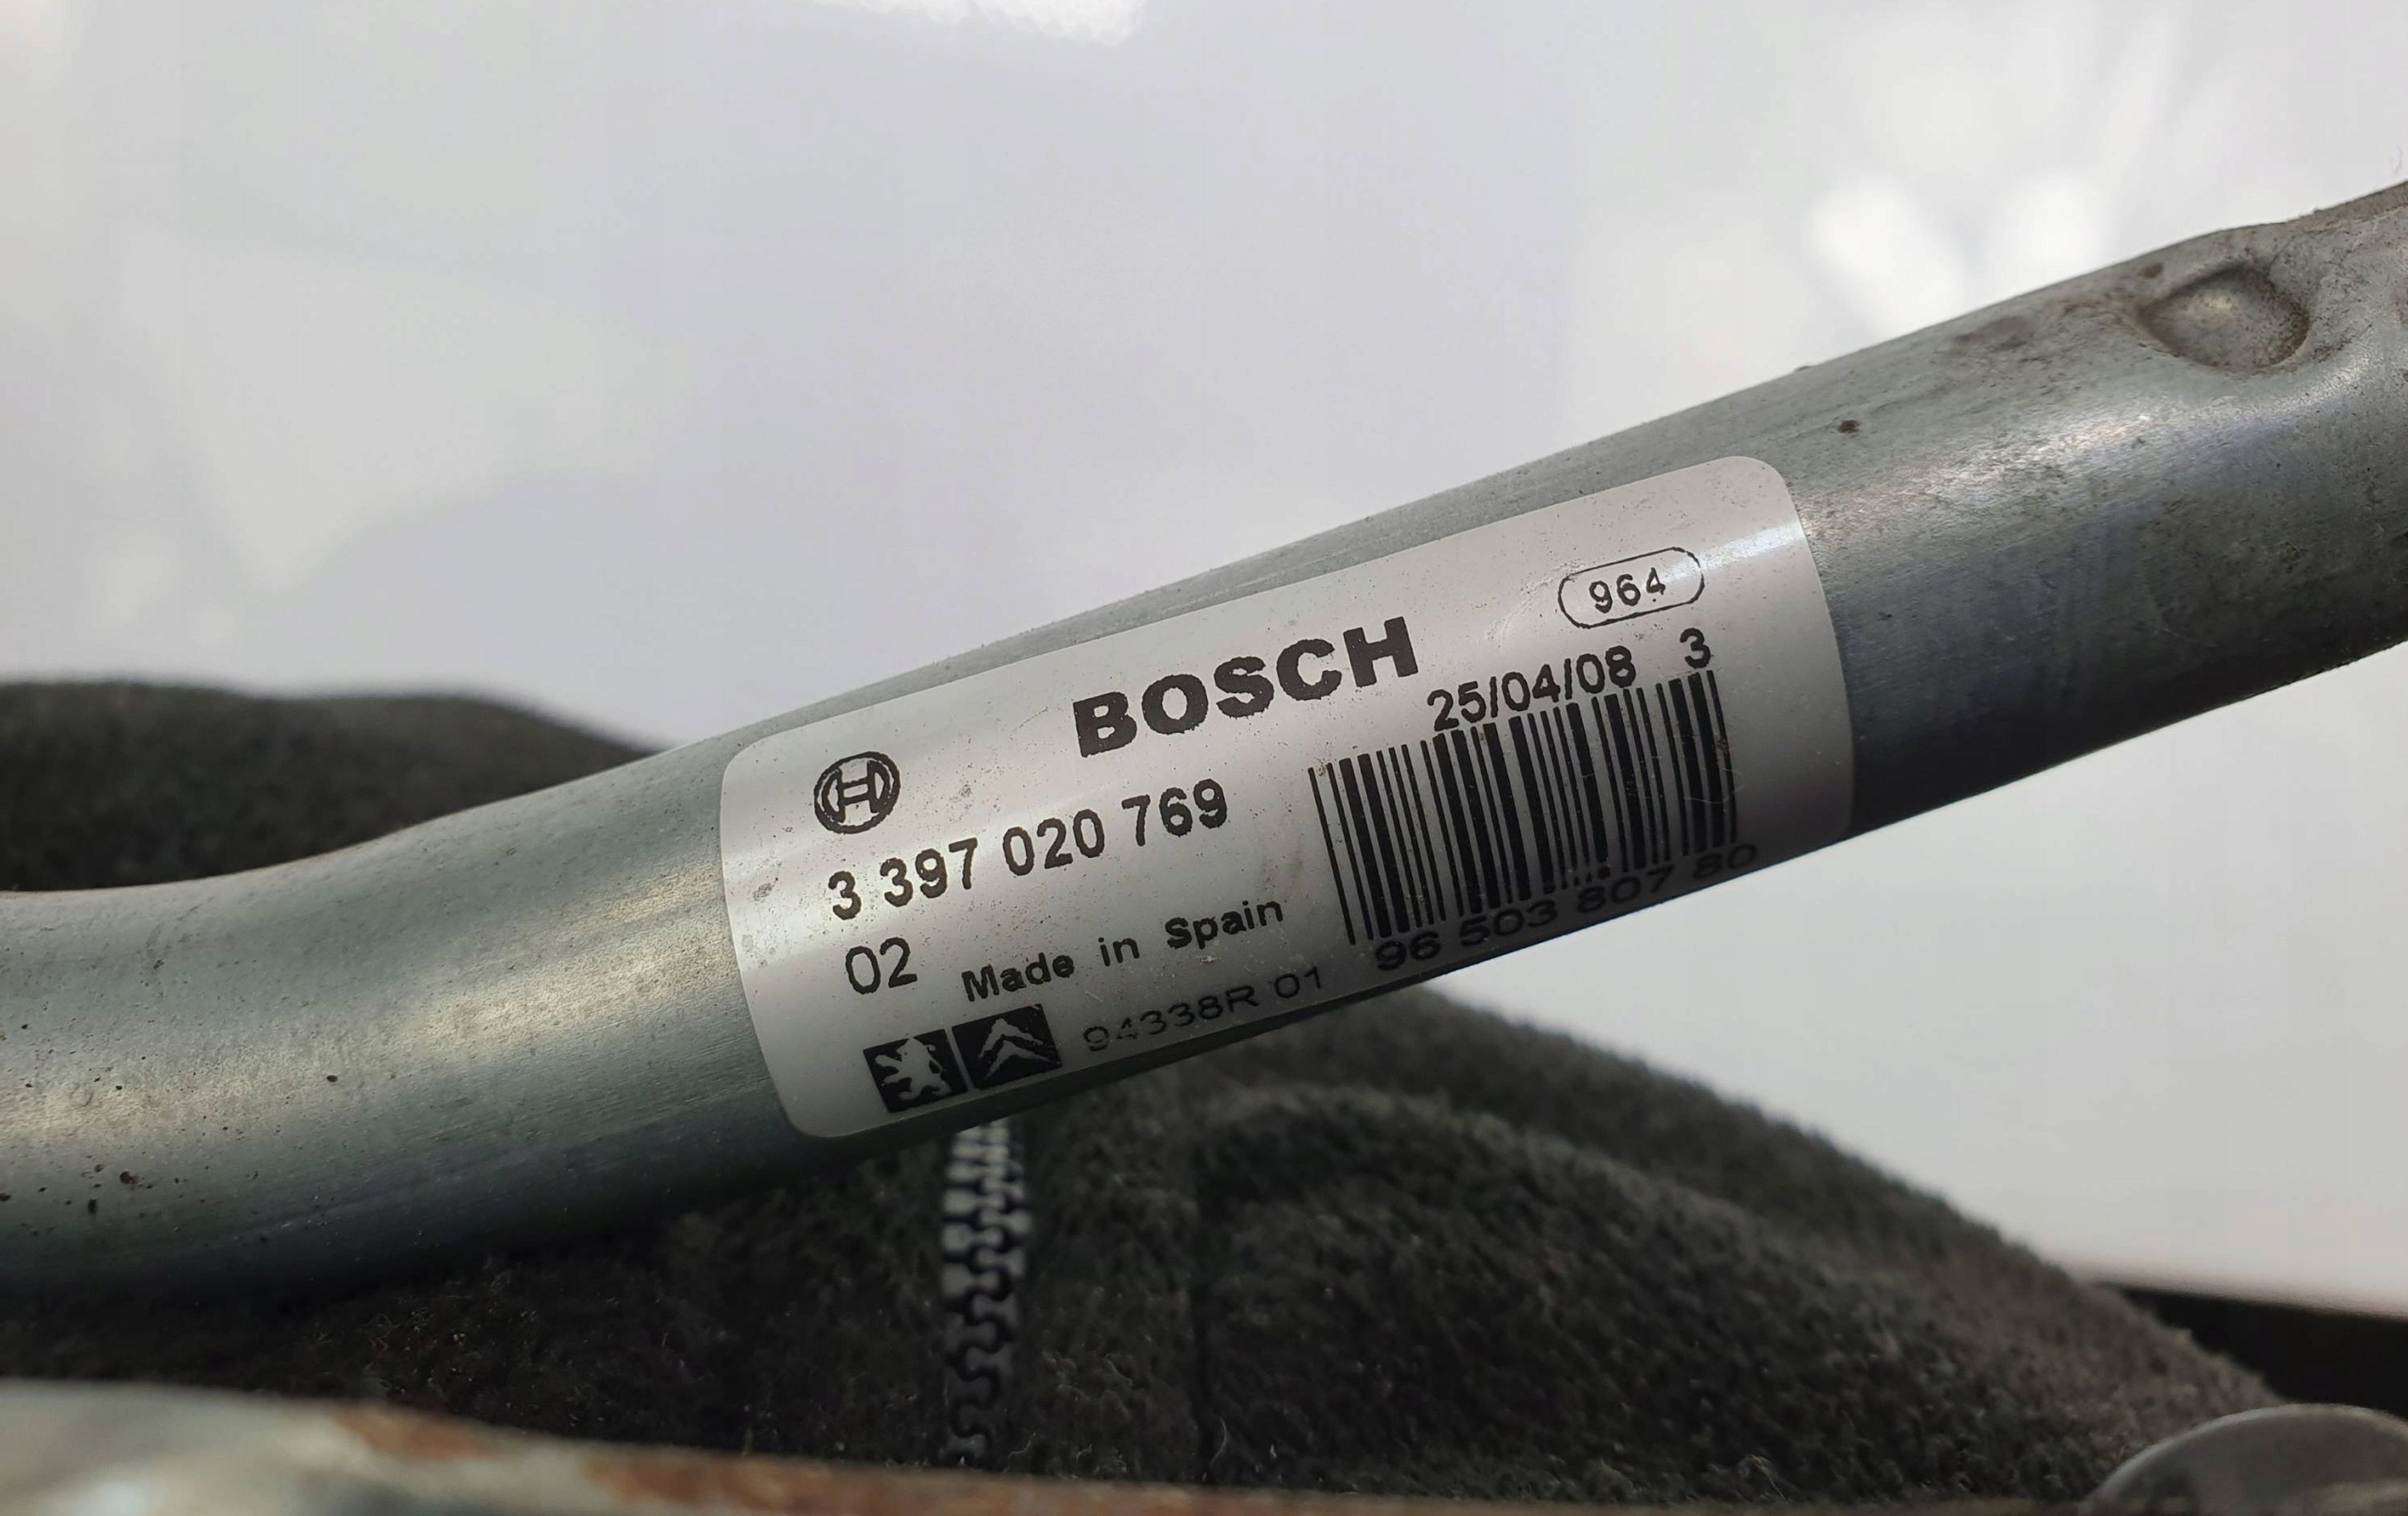 964
BOSCH
25/04/08 3
3 397 020 769
02 Made in Spain
96 503 807 80
94338R 01